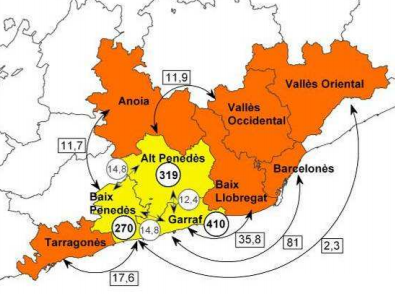 11,9
Vallès Oriental
Anoia
Vallès
Occidental
11,7
Alt Penedès
14,8
319
Barcelonès
Baix
Llobregat
Baix
Penedès
12,4
Garraf
270
14,8
410
35,8
81
2,3
Tarragonès
17,6